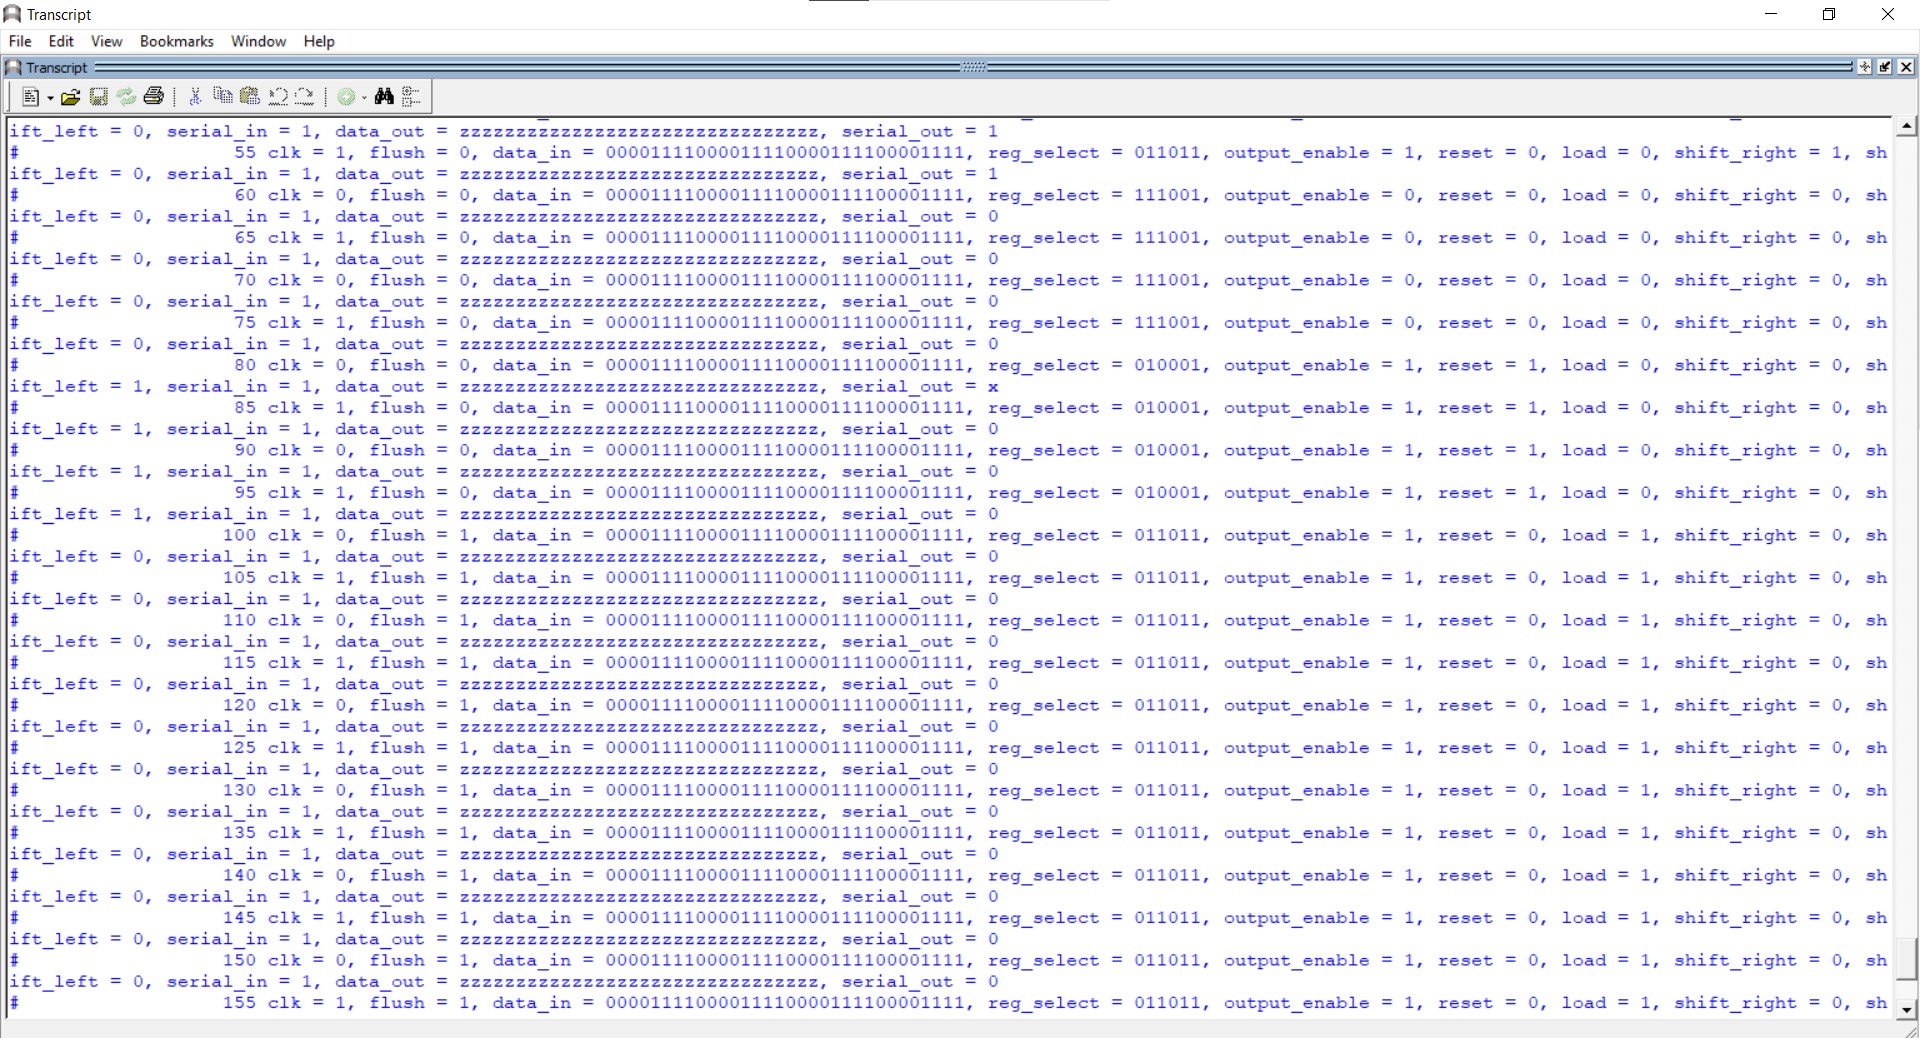 Transcript
File Edit View Bookmarks Window Help
Transcript
ift_left = 0, serial_in = 1, data_out = zzzzzzzzzzzzzzzzzzzzzzzzzzzzzzzz, serial_out = 1
# 55 clk = 1, flush = 0, data_in = 00001111000011110000111100001111, reg_select = 011011, output_enable = 1, reset = 0, load = 0, shift_right = 1, sh
ift_left = 0, serial_in = 1, data_out = zzzzzzzzzzzzzzzzzzzzzzzzzzzzzzzz, serial_out = 1
# 60 clk = 0, flush = 0, data_in = 00001111000011110000111100001111, reg_select = 111001, output_enable = 0, reset = 0, load = 0, shift_right = 0, sh
ift_left = 0, serial_in = 1, data_out = zzzzzzzzzzzzzzzzzzzzzzzzzzzzzzzz, serial_out = 0
# 65 clk = 1, flush = 0, data_in = 00001111000011110000111100001111, reg_select = 111001, output_enable = 0, reset = 0, load = 0, shift_right = 0, sh
ift_left = 0, serial_in = 1, data_out = zzzzzzzzzzzzzzzzzzzzzzzzzzzzzzzz, serial_out = 0
# 70 clk = 0, flush = 0, data_in = 00001111000011110000111100001111, reg_select = 111001, output_enable = 0, reset = 0, load = 0, shift_right = 0, sh
ift_left = 0, serial_in = 1, data_out = zzzzzzzzzzzzzzzzzzzzzzzzzzzzzzzz, serial_out = 0
# 75 clk = 1, flush = 0, data_in = 00001111000011110000111100001111, reg_select = 111001, output_enable = 0, reset = 0, load = 0, shift_right = 0, sh
ift_left = 0, serial_in = 1, data_out = zzzzzzzzzzzzzzzzzzzzzzzzzzzzzzzz, serial_out = 0
# 80 clk = 0, flush = 0, data_in = 00001111000011110000111100001111, reg_select = 010001, output_enable = 1, reset = 1, load = 0, shift_right = 0, sh
ift_left = 1, serial_in = 1, data_out = zzzzzzzzzzzzzzzzzzzzzzzzzzzzzzzz, serial_out = x
# 85 clk = 1, flush = 0, data_in = 00001111000011110000111100001111, reg_select = 010001, output_enable = 1, reset = 1, load = 0, shift_right = 0, sh
ift_left = 1, serial_in = 1, data_out = zzzzzzzzzzzzzzzzzzzzzzzzzzzzzzzz, serial_out = 0
# 90 clk = 0, flush = 0, data_in = 00001111000011110000111100001111, reg_select = 010001, output_enable = 1, reset = 1, load = 0, shift_right = 0, sh
ift_left = 1, serial_in = 1, data_out = zzzzzzzzzzzzzzzzzzzzzzzzzzzzzzzz, serial_out = 0
# 95 clk = 1, flush = 0, data_in = 00001111000011110000111100001111, reg_select = 010001, output_enable = 1, reset = 1, load = 0, shift_right = 0, sh
ift_left = 1, serial_in = 1, data_out = zzzzzzzzzzzzzzzzzzzzzzzzzzzzzzzz, serial_out = 0
# 100 clk = 0, flush = 1, data_in = 00001111000011110000111100001111, reg_select = 011011, output_enable = 1, reset = 0, load = 1, shift_right = 0, sh
ift_left = 0, serial_in = 1, data_out = zzzzzzzzzzzzzzzzzzzzzzzzzzzzzzzz, serial_out = 0
# 105 clk = 1, flush = 1, data_in = 00001111000011110000111100001111, reg_select = 011011, output_enable = 1, reset = 0, load = 1, shift_right = 0, sh
ift_left = 0, serial_in = 1, data_out = zzzzzzzzzzzzzzzzzzzzzzzzzzzzzzzz, serial_out = 0
# 110 clk = 0, flush = 1, data_in = 00001111000011110000111100001111, reg_select = 011011, output_enable = 1, reset = 0, load = 1, shift_right = 0, sh
ift_left = 0, serial_in = 1, data_out = zzzzzzzzzzzzzzzzzzzzzzzzzzzzzzzz, serial_out = 0
# 115 clk = 1, flush = 1, data_in = 00001111000011110000111100001111, reg_select = 011011, output_enable = 1, reset = 0, load = 1, shift_right = 0, sh
ift_left = 0, serial_in = 1, data_out = zzzzzzzzzzzzzzzzzzzzzzzzzzzzzzzz, serial_out = 0
# 120 clk = 0, flush = 1, data_in = 00001111000011110000111100001111, reg_select = 011011, output_enable = 1, reset = 0, load = 1, shift_right = 0, sh
ift_left = 0, serial_in = 1, data_out = zzzzzzzzzzzzzzzzzzzzzzzzzzzzzzzz, serial_out = 0
# 125 clk = 1, flush = 1, data_in = 00001111000011110000111100001111, reg_select = 011011, output_enable = 1, reset = 0, load = 1, shift_right = 0, sh
ift_left = 0, serial_in = 1, data_out = zzzzzzzzzzzzzzzzzzzzzzzzzzzzzzzz, serial_out = 0
# 130 clk = 0, flush = 1, data_in = 00001111000011110000111100001111, reg_select = 011011, output_enable = 1, reset = 0, load = 1, shift_right = 0, sh
ift_left = 0, serial_in = 1, data_out = zzzzzzzzzzzzzzzzzzzzzzzzzzzzzzzz, serial_out = 0
# 135 clk = 1, flush = 1, data_in = 00001111000011110000111100001111, reg_select = 011011, output_enable = 1, reset = 0, load = 1, shift_right = 0, sh
ift_left = 0, serial_in = 1, data_out = zzzzzzzzzzzzzzzzzzzzzzzzzzzzzzzz, serial_out = 0
# 140 clk = 0, flush = 1, data_in = 00001111000011110000111100001111, reg_select = 011011, output_enable = 1, reset = 0, load = 1, shift_right = 0, sh
ift_left = 0, serial_in = 1, data_out = zzzzzzzzzzzzzzzzzzzzzzzzzzzzzzzz, serial_out = 0
# 145 clk = 1, flush = 1, data_in = 00001111000011110000111100001111, reg_select = 011011, output_enable = 1, reset = 0, load = 1, shift_right = 0, sh
ift_left = 0, serial_in = 1, data_out = zzzzzzzzzzzzzzzzzzzzzzzzzzzzzzzz, serial_out = 0
# 150 clk = 0, flush = 1, data_in = 00001111000011110000111100001111, reg_select = 011011, output_enable = 1, reset = 0, load = 1, shift_right = 0, sh
ift_left = 0, serial_in = 1, data_out = zzzzzzzzzzzzzzzzzzzzzzzzzzzzzzzz, serial_out = 0
# 155 clk = 1, flush = 1, data_in = 00001111000011110000111100001111, reg_select = 011011, output_enable = 1, reset = 0, load = 1, shift_right = 0, sh